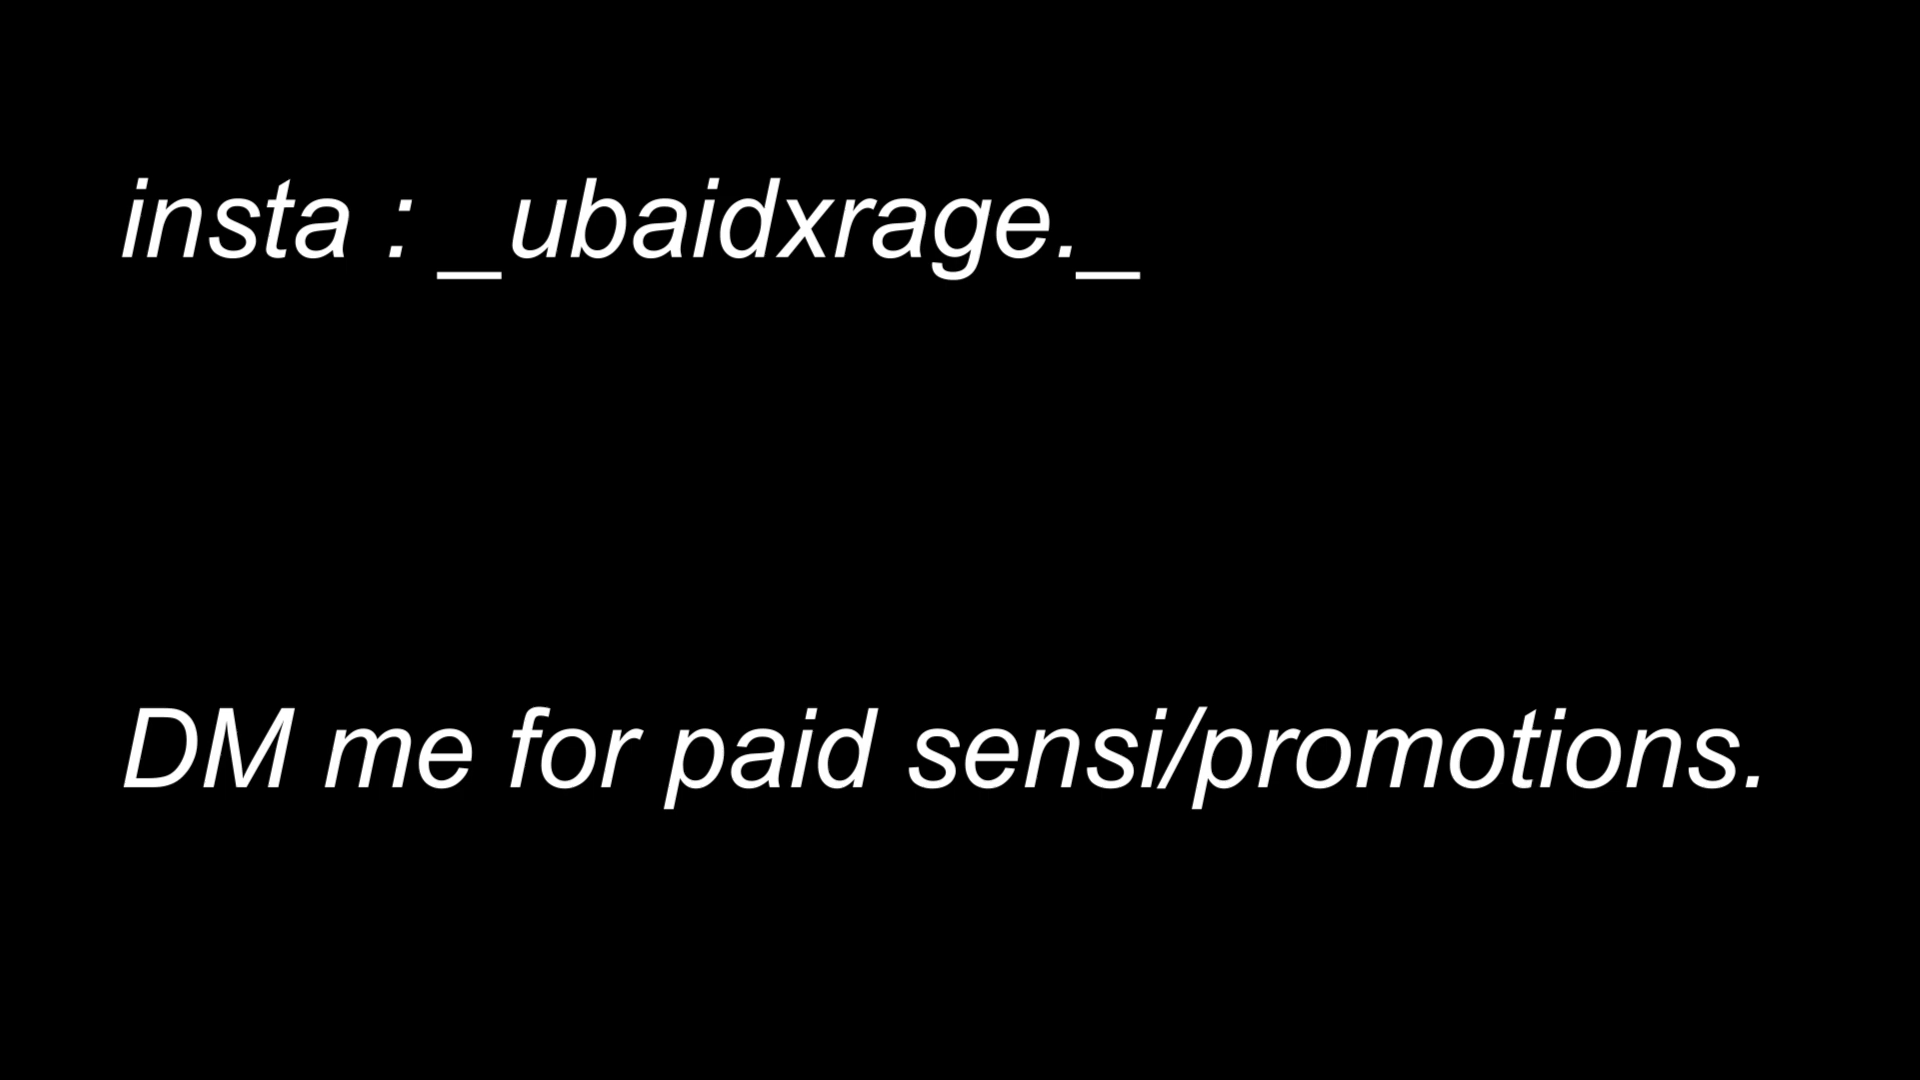 insta : _ubaidxrage._
DM me for paid sensi/promotions.